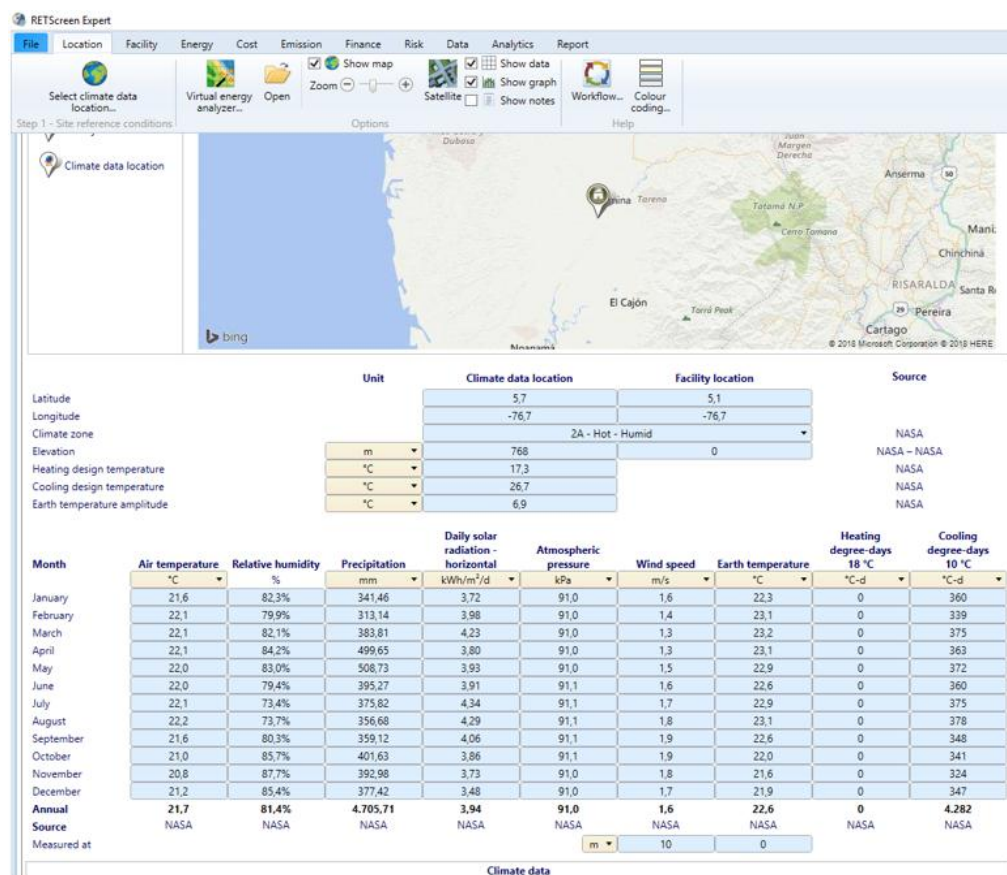 RETScreen Expert
File Location Facility Energy Cost Emission Finance Risk Data Analytics Report
Select climate data location...
Step 1 - Site reference conditions
Virtual energy analyzer...
Open
Show map
Zoom
Satellite
Show data
Show graph
Show notes
Options
Workflow...
Colour coding...
Help
Climate data location
Margen
Derecha
Anserma 50
Tarena
Tatamá N.P.
Cerro Tamana
Mani
Chinchiná
RISARALDA Santa R
El Cajón
Torrá Peak
29 Pereira
Cartago
bing
Noanamá
© 2018 Microsoft Corporation © 2018 HERE
Unit Climate data location Facility location Source
Latitude 5,7 5,1
Longitude -76,7 -76,7
Climate zone 2A - Hot - Humid NASA
Elevation m 768 0 NASA – NASA
Heating design temperature °C 17,3 NASA
Cooling design temperature °C 26,7 NASA
Earth temperature amplitude °C 6,9 NASA
Month Air temperature Relative humidity Precipitation Daily solar radiation - horizontal Atmospheric pressure Wind speed Earth temperature Heating degree-days 18 °C Cooling degree-days 10 °C
°C % mm kWh/m²/d kPa m/s °C °C-d °C-d
January 21,6 82,3% 341,46 3,72 91,0 1,6 22,3 0 360
February 22,1 79,9% 313,14 3,98 91,0 1,4 23,1 0 339
March 22,1 82,1% 383,81 4,23 91,0 1,3 23,2 0 375
April 22,1 84,2% 499,65 3,80 91,0 1,3 23,1 0 363
May 22,0 83,0% 508,73 3,93 91,0 1,5 22,9 0 372
June 22,0 79,4% 395,27 3,91 91,1 1,6 22,6 0 360
July 22,1 73,4% 375,82 4,34 91,1 1,7 22,9 0 375
August 22,2 73,7% 356,68 4,29 91,1 1,8 23,1 0 378
September 21,6 80,3% 359,12 4,06 91,1 1,9 22,6 0 348
October 21,0 85,7% 401,63 3,86 91,1 1,9 22,0 0 341
November 20,8 87,7% 392,98 3,73 91,0 1,8 21,6 0 324
December 21,2 85,4% 377,42 3,48 91,0 1,7 21,9 0 347
Annual 21,7 81,4% 4.705,71 3,94 91,0 1,6 22,6 0 4.282
Source NASA NASA NASA NASA NASA NASA NASA NASA NASA
Measured at m 10 0
Climate data